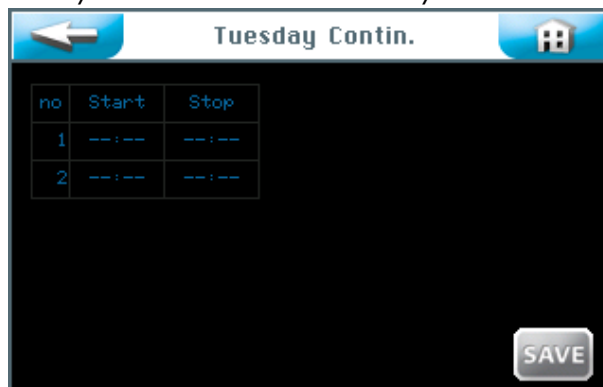 Tuesday Contin.
no Start Stop
1 --:-- --:--
2 --:-- --:--
SAVE